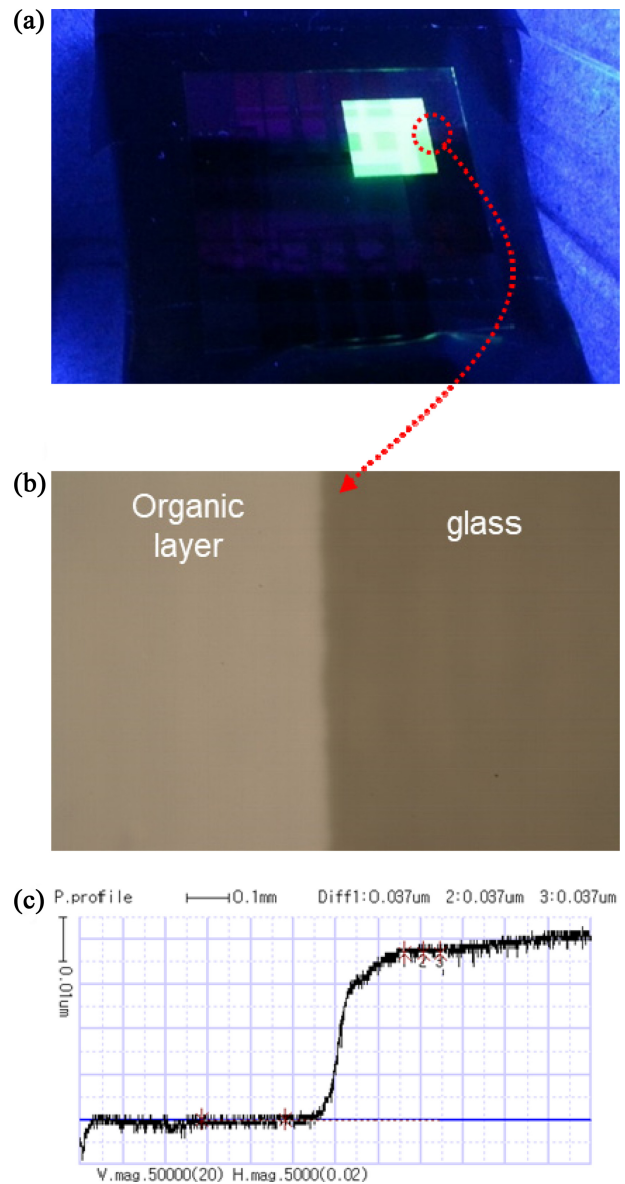 (a)
(b)
Organic
layer
glass
(c)
P.profile 0.1mm Diff1:0.037um 2:0.037um 3:0.037um
0.01um
2 3
V.mag.50000(20) H.mag.5000(0.02)